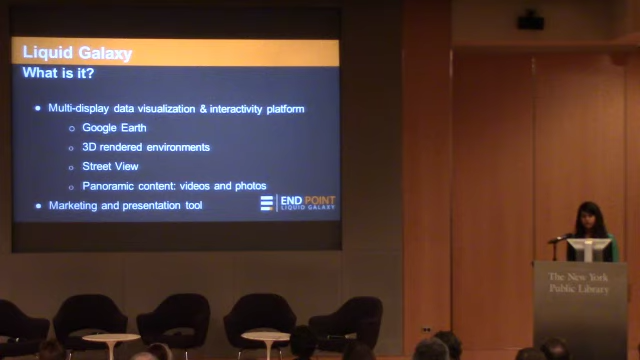 Liquid Galaxy
What is it?
● Multi-display data visualization & interactivity platform
○ Google Earth
○ 3D rendered environments
○ Street View
○ Panoramic content: videos and photos
● Marketing and presentation tool
END POINT
LIQUID GALAXY
The New York
Public Library